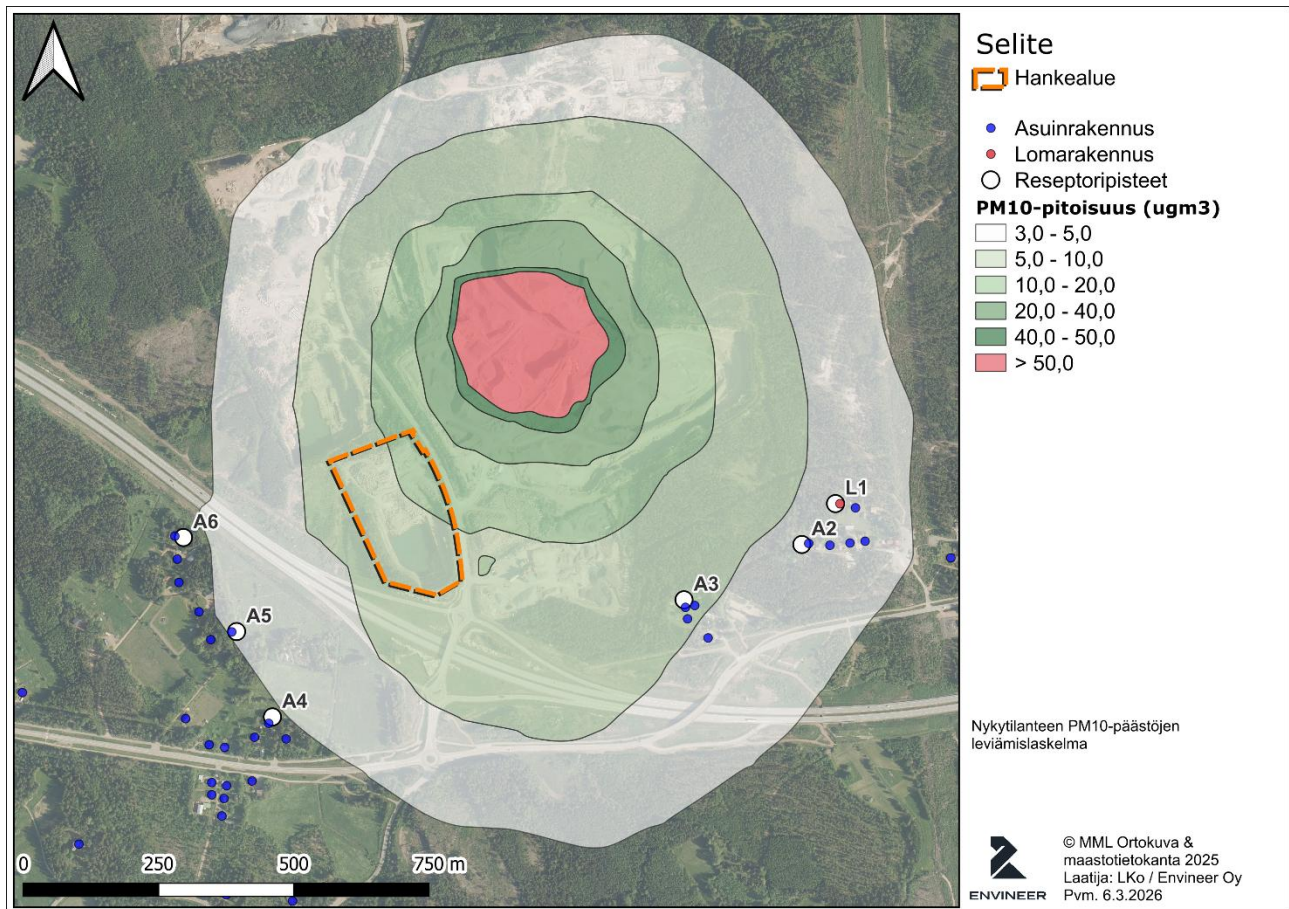 Selite
Hankealue
Asuinrakennus
Lomarakennus
Reseptoripisteet
PM10-pitoisuus (ugm3)
3,0 - 5,0
5,0 - 10,0
10,0 - 20,0
20,0 - 40,0
40,0 - 50,0
> 50,0
L1
A2
A6
A3
A5
A4
0 250 500 750 m
Nykytilanteen PM10-päästöjen
leviämislaskelma
ENVINEER
© MML Ortokuva &
maastotietokanta 2025
Laatija: LKo / Envineer Oy
Pvm. 6.3.2026